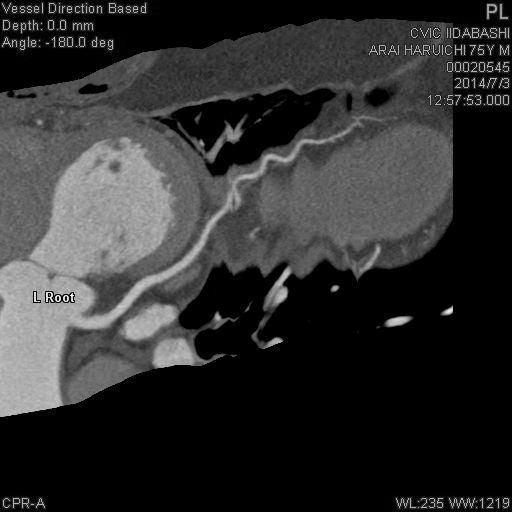 Vessel Direction Based
Depth: 0.0 mm
Angle: -180.0 deg
PL
CVIC IIDABASHI
ARAI HARUICHI 75Y M
00020545
2014/7/3
12:57:53.000
L Root
CPR-A
WL:235 WW:1219